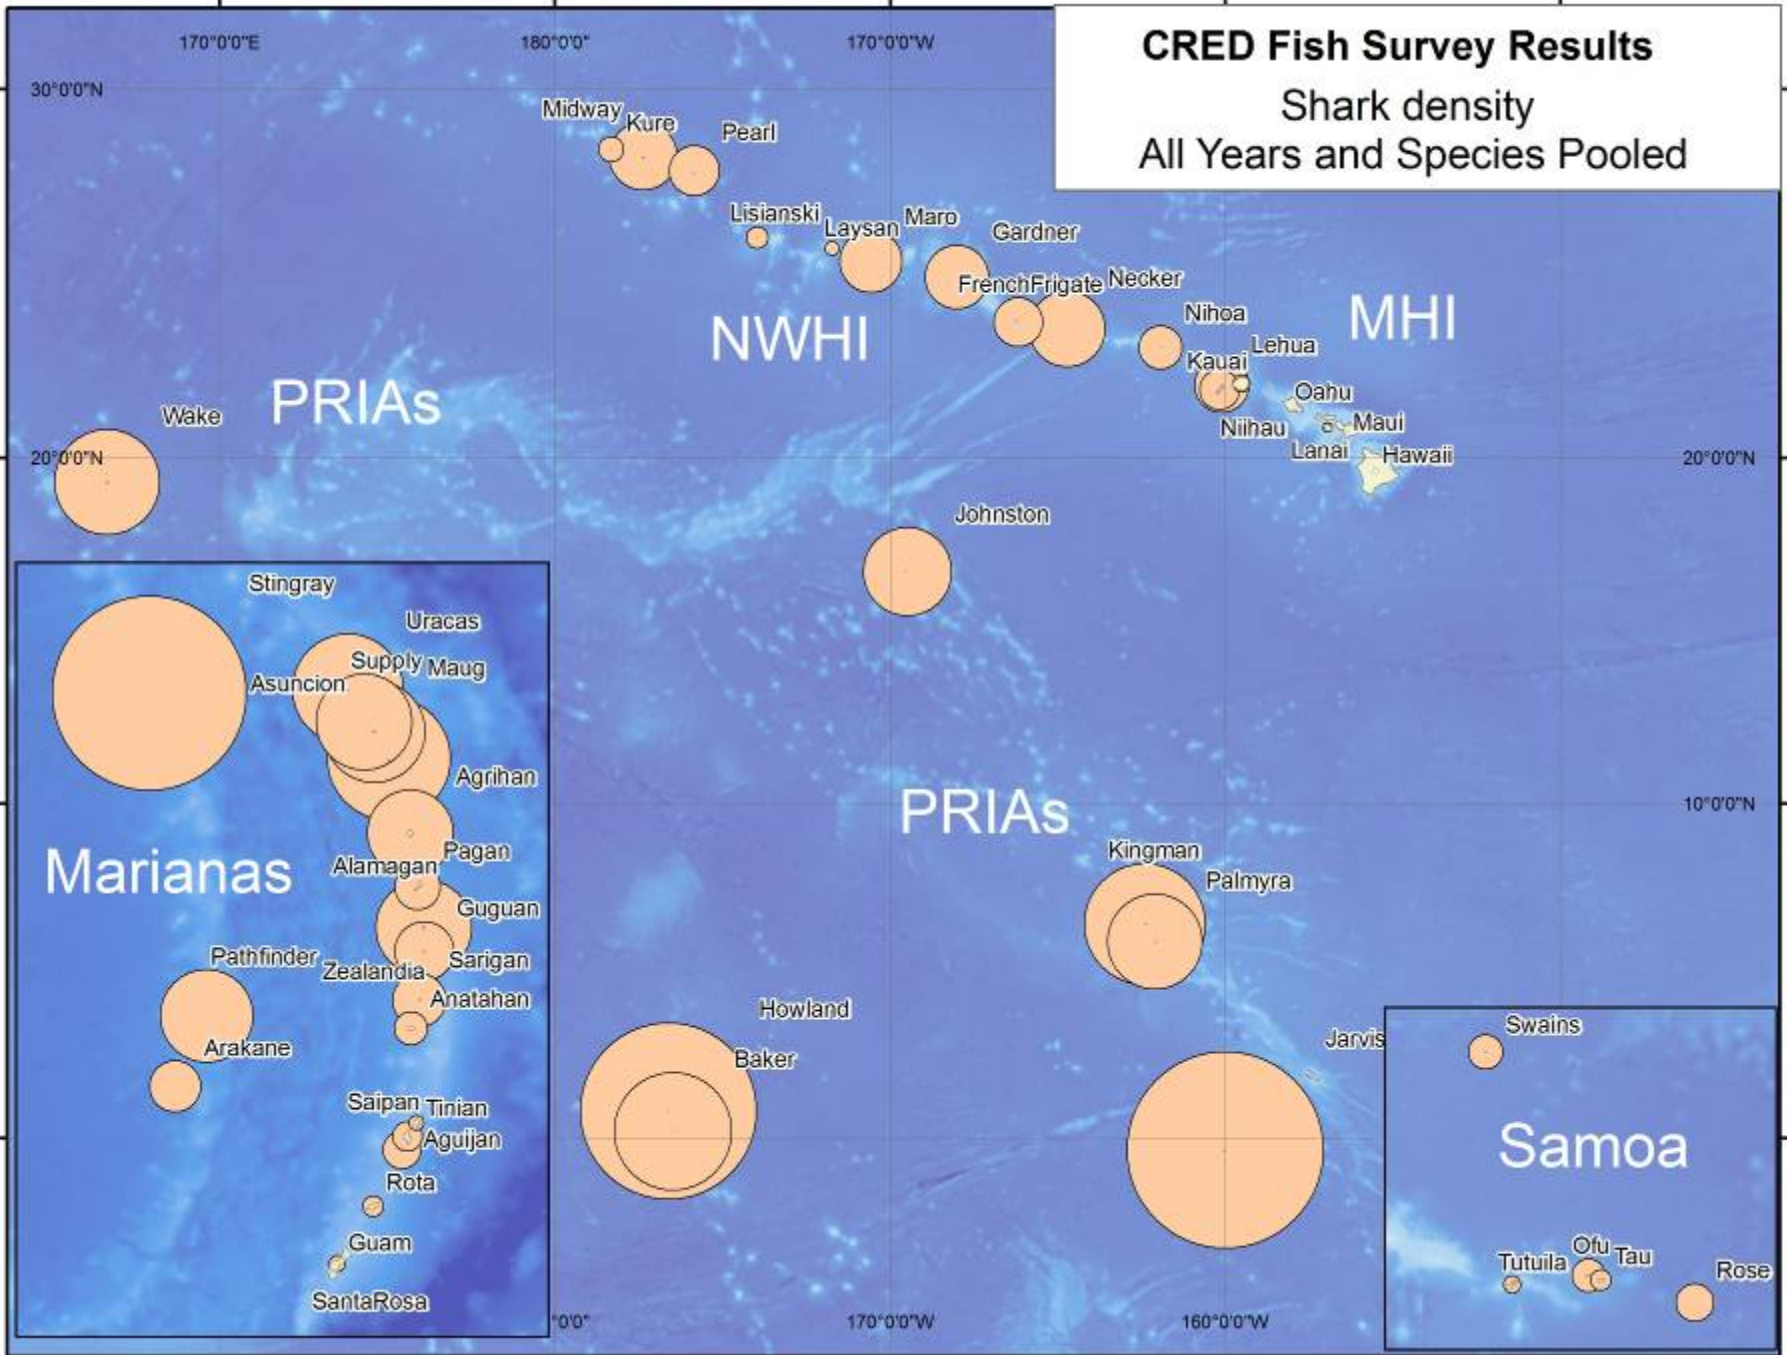 170°0'0"E
180°0'0"
170°0'0"W
CRED Fish Survey Results
Shark density
All Years and Species Pooled
30°0'0"N
Midway
Kure
Pearl
Lisianski
Laysan
Maro
Gardner
FrenchFrigate
Necker
Nihoa
MHI
NWHI
Lehua
Kauai
PRIAs
Oahu
Wake
Niihau
Maui
Lanai
Hawaii
20°0'0"N
20°0'0"N
Johnston
Stingray
Uracas
Supply
Maug
Asuncion
Agrihan
10°0'0"N
PRIAs
Pagan
Kingman
Alamagan
Marianas
Palmyra
Guguan
Pathfinder
Sarigan
Zealandia
Anatahan
Howland
Swains
Arakane
Jarvis
Baker
Saipan
Tinian
Aguijan
Samoa
Rota
Guam
Ofu
Tau
Tutuila
Rose
SantaRosa
°0'0"
170°0'0"W
160°0'0"W